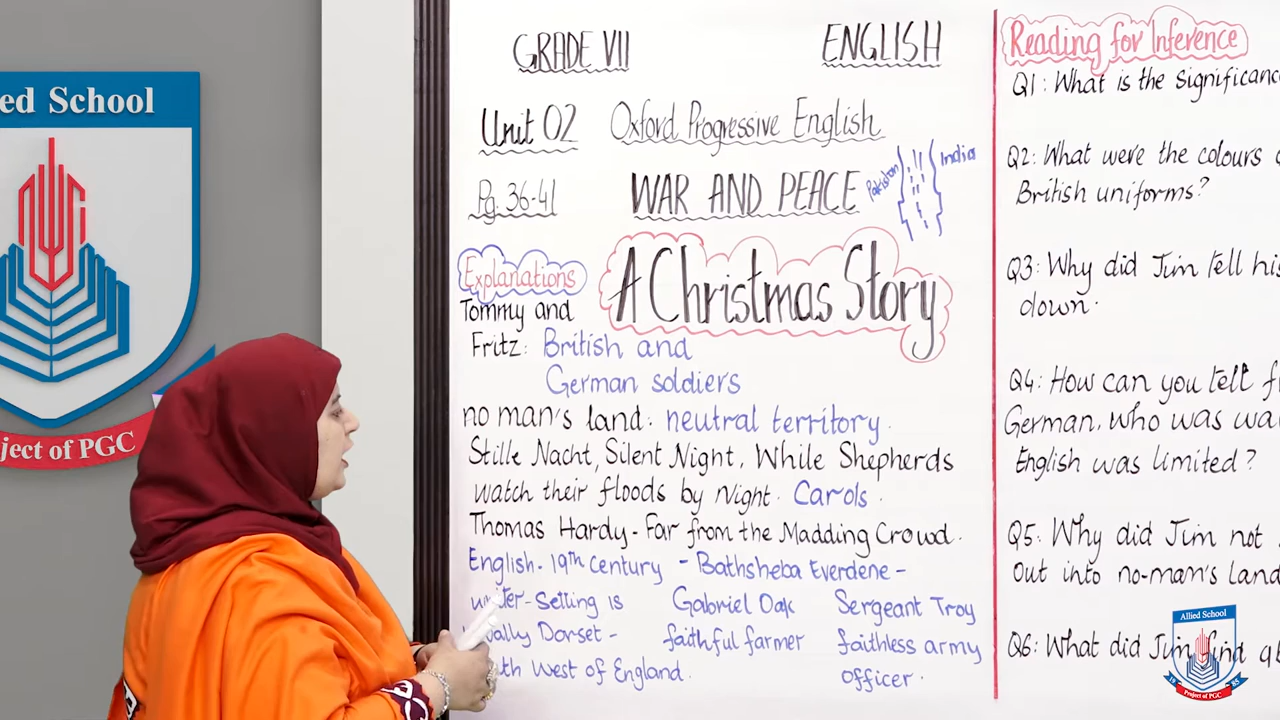 ed School
ject of PGC
GRADE VII ENGLISH
Unit 02 Oxford Progressive English
Pg. 36-41 WAR AND PEACE
Pakistan India
Explanations A Christmas Story
Tommy and
Fritz: British and
German soldiers
no man's land: neutral territory.
Stille Nacht, Silent Night, While Shepherds
watch their floods by Night. Carols.
Thomas Hardy - Far from the Madding Crowd.
English - 19th Century - Bathsheba Everdene -
Setting is Gabriel Oak Sergeant Troy
Dorset - faithful farmer faithless army
West of England. officer.
Reading for Inference
Q1: What is the significance
Q2: What were the colours
British uniforms?
Q3: Why did Jim tell his
down.
Q4: How can you tell
German, who was
English was limited?
Q5: Why did Jim not
out into no-man's land
Q6: What did Jim find
Allied School
Project of PGC